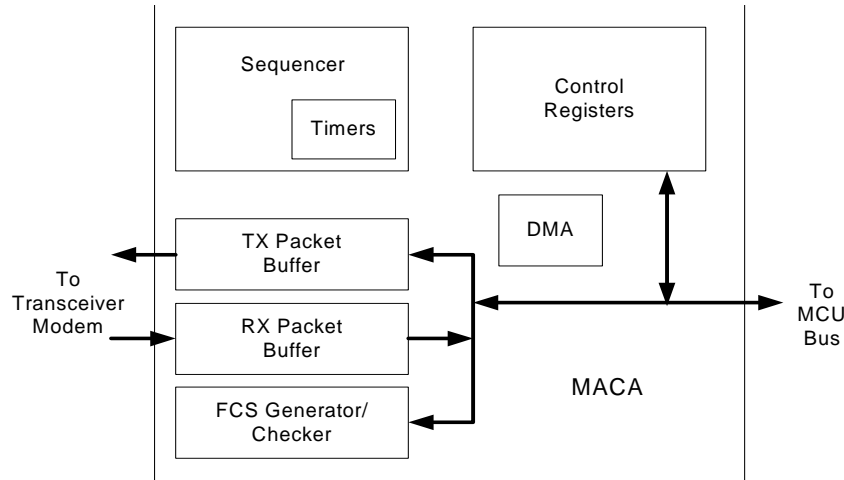 Sequencer
Timers
Control
Registers
DMA
TX Packet
Buffer
To
Transceiver
Modem
RX Packet
Buffer
FCS Generator/
Checker
To
MCU
Bus
MACA